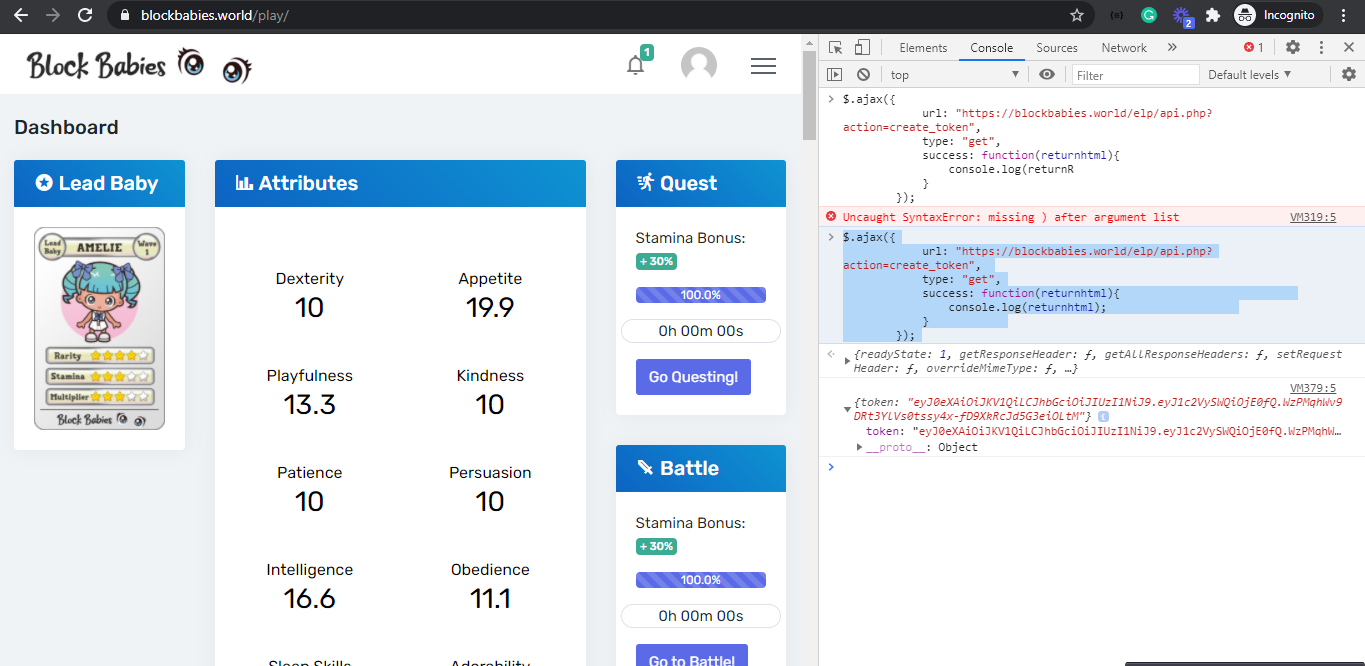 blockbabies.world/play/
2
Incognito
Block Babies
1
Dashboard
Lead Baby
Lead Baby
AMELIE
Wave 1
Rarity
Stamina
Multiplier
Block Babies
Attributes
Dexterity
10
Appetite
19.9
Playfulness
13.3
Kindness
10
Patience
10
Persuasion
10
Intelligence
16.6
Obedience
11.1
Sleep Skills
Adorability
Quest
Stamina Bonus:
+ 30%
100.0%
0h 00m 00s
Go Questing!
Battle
Stamina Bonus:
+ 30%
100.0%
0h 00m 00s
Go to Battle!
Elements Console Sources Network » 1
top Filter Default levels
$.ajax({
url: "https://blockbabies.world/elp/api.php?
action=create_token",
type: "get",
success: function(returnhtml){
console.log(returnR
}
});
Uncaught SyntaxError: missing ) after argument list VM319:5
$.ajax({
url: "https://blockbabies.world/elp/api.php?
action=create_token",
type: "get",
success: function(returnhtml){
console.log(returnhtml);
}
});
{readyState: 1, getResponseHeader: ƒ, getAllResponseHeaders: ƒ, setRequest
Header: ƒ, overrideMimeType: ƒ, …}
VM379:5
{token: "eyJ0eXAiOiJKV1QiLCJhbGciOiJIUzI1NiJ9.eyJ1c2VySWQiOjE0fQ.WzPMqhWv9
DRt3YlVs0tssy4x-fD9XkRcJd5G3eiOLtM"} i
token: "eyJ0eXAiOiJKV1QiLCJhbGciOiJIUzI1NiJ9.eyJ1c2VySWQiOjE0fQ.WzPMqhW…
__proto__: Object